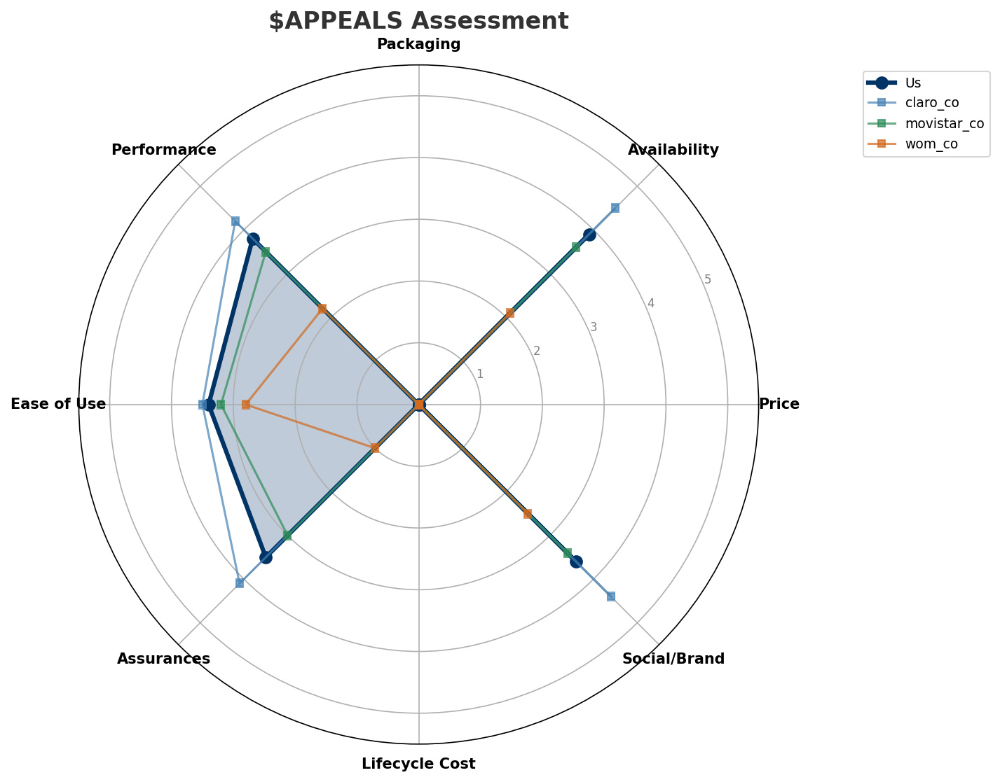 $APPEALS Assessment
Packaging
Us
claro_co
movistar_co
wom_co
Performance
Availability
5
4
3
2
1
Ease of Use
Price
Assurances
Social/Brand
Lifecycle Cost